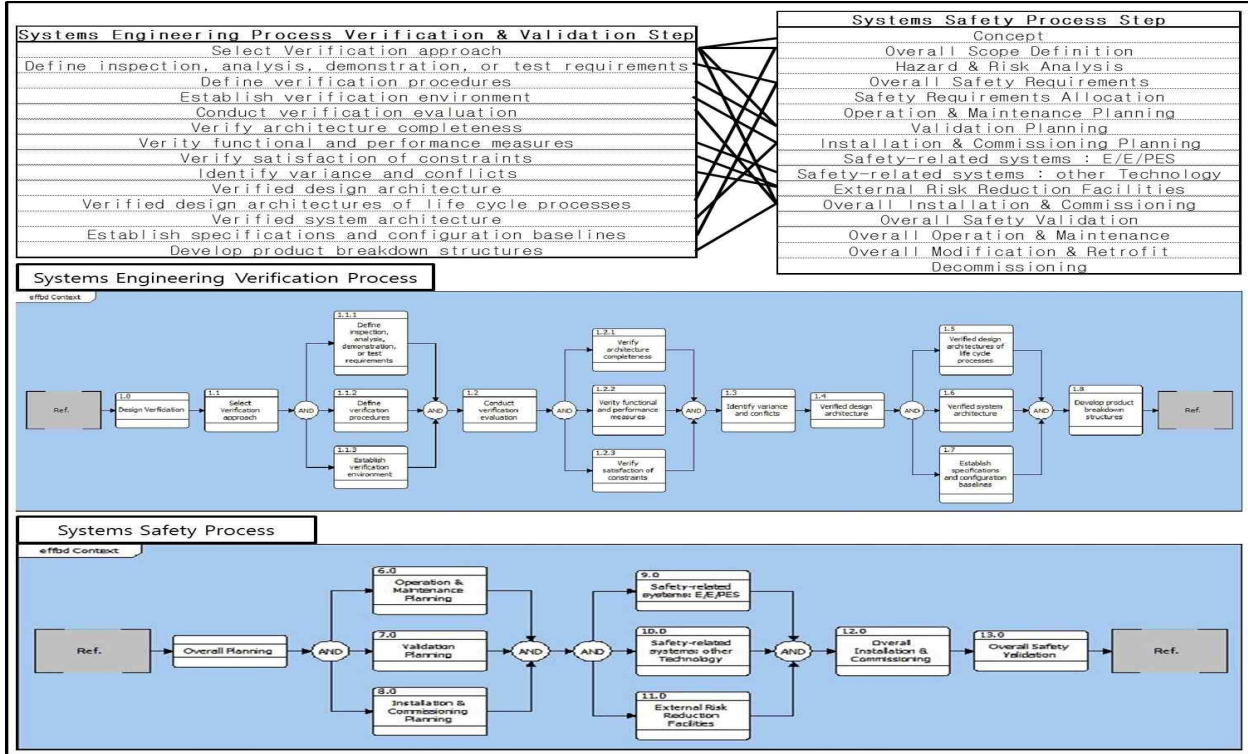 Systems Engineering Process Verification & Validation Step
Select Verification approach
Define inspection, analysis, demonstration, or test requirements
Define verification procedures
Establish verification environment
Conduct verification evaluation
Verify architecture completeness
Verity functional and performance measures
Verify satisfaction of constraints
Identify variance and conflicts
Verified design architecture
Verified design architectures of life cycle processes
Verified system architecture
Establish specifications and configuration baselines
Develop product breakdown structures
Systems Safety Process Step
Concept
Overall Scope Definition
Hazard & Risk Analysis
Overall Safety Requirements
Safety Requirements Allocation
Operation & Maintenance Planning
Validation Planning
Installation & Commissioning Planning
Safety-related systems : E/E/PES
Safety-related systems : other Technology
External Risk Reduction Facilities
Overall Installation & Commissioning
Overall Safety Validation
Overall Operation & Maintenance
Overall Modification & Retrofit
Decommissioning
Systems Engineering Verification Process
effbd Context
Ref.
1.0
Design Verfidation
1.1
Select
Verification
approach
AND
1.1.1
Define
inspection,
analysis,
demonstration,
or test
requirements
1.1.2
Define
verification
procedures
1.1.3
Establish
verification
environment
AND
1.2
Conduct
verification
evaluation
AND
1.2.1
Verify
architecture
completeness
1.2.2
Verity functional
and performance
measures
1.2.3
Verify
satisfaction of
constraints
AND
1.3
Identify variance
and conflicts
1.4
Verified design
architecture
AND
1.5
Verified design
architectures of
life cycle
processes
1.6
Verified system
architecture
1.7
Establish
specifications
and configuration
baselines
AND
1.8
Develop product
breakdown
structures
Ref.
Systems Safety Process
effbd Context
Ref.
Overall Planning
AND
6.0
Operation &
Maintenance
Planning
7.0
Validation
Planning
8.0
Installation &
Commissioning
Planning
AND
AND
9.0
Safety-related
systems: E/E/PES
10.0
Safety-related
systems: other
Technology
11.0
External Risk
Reduction
Facilities
AND
12.0
Overall
Installation &
Commissioning
13.0
Overall Safety
Validation
Ref.